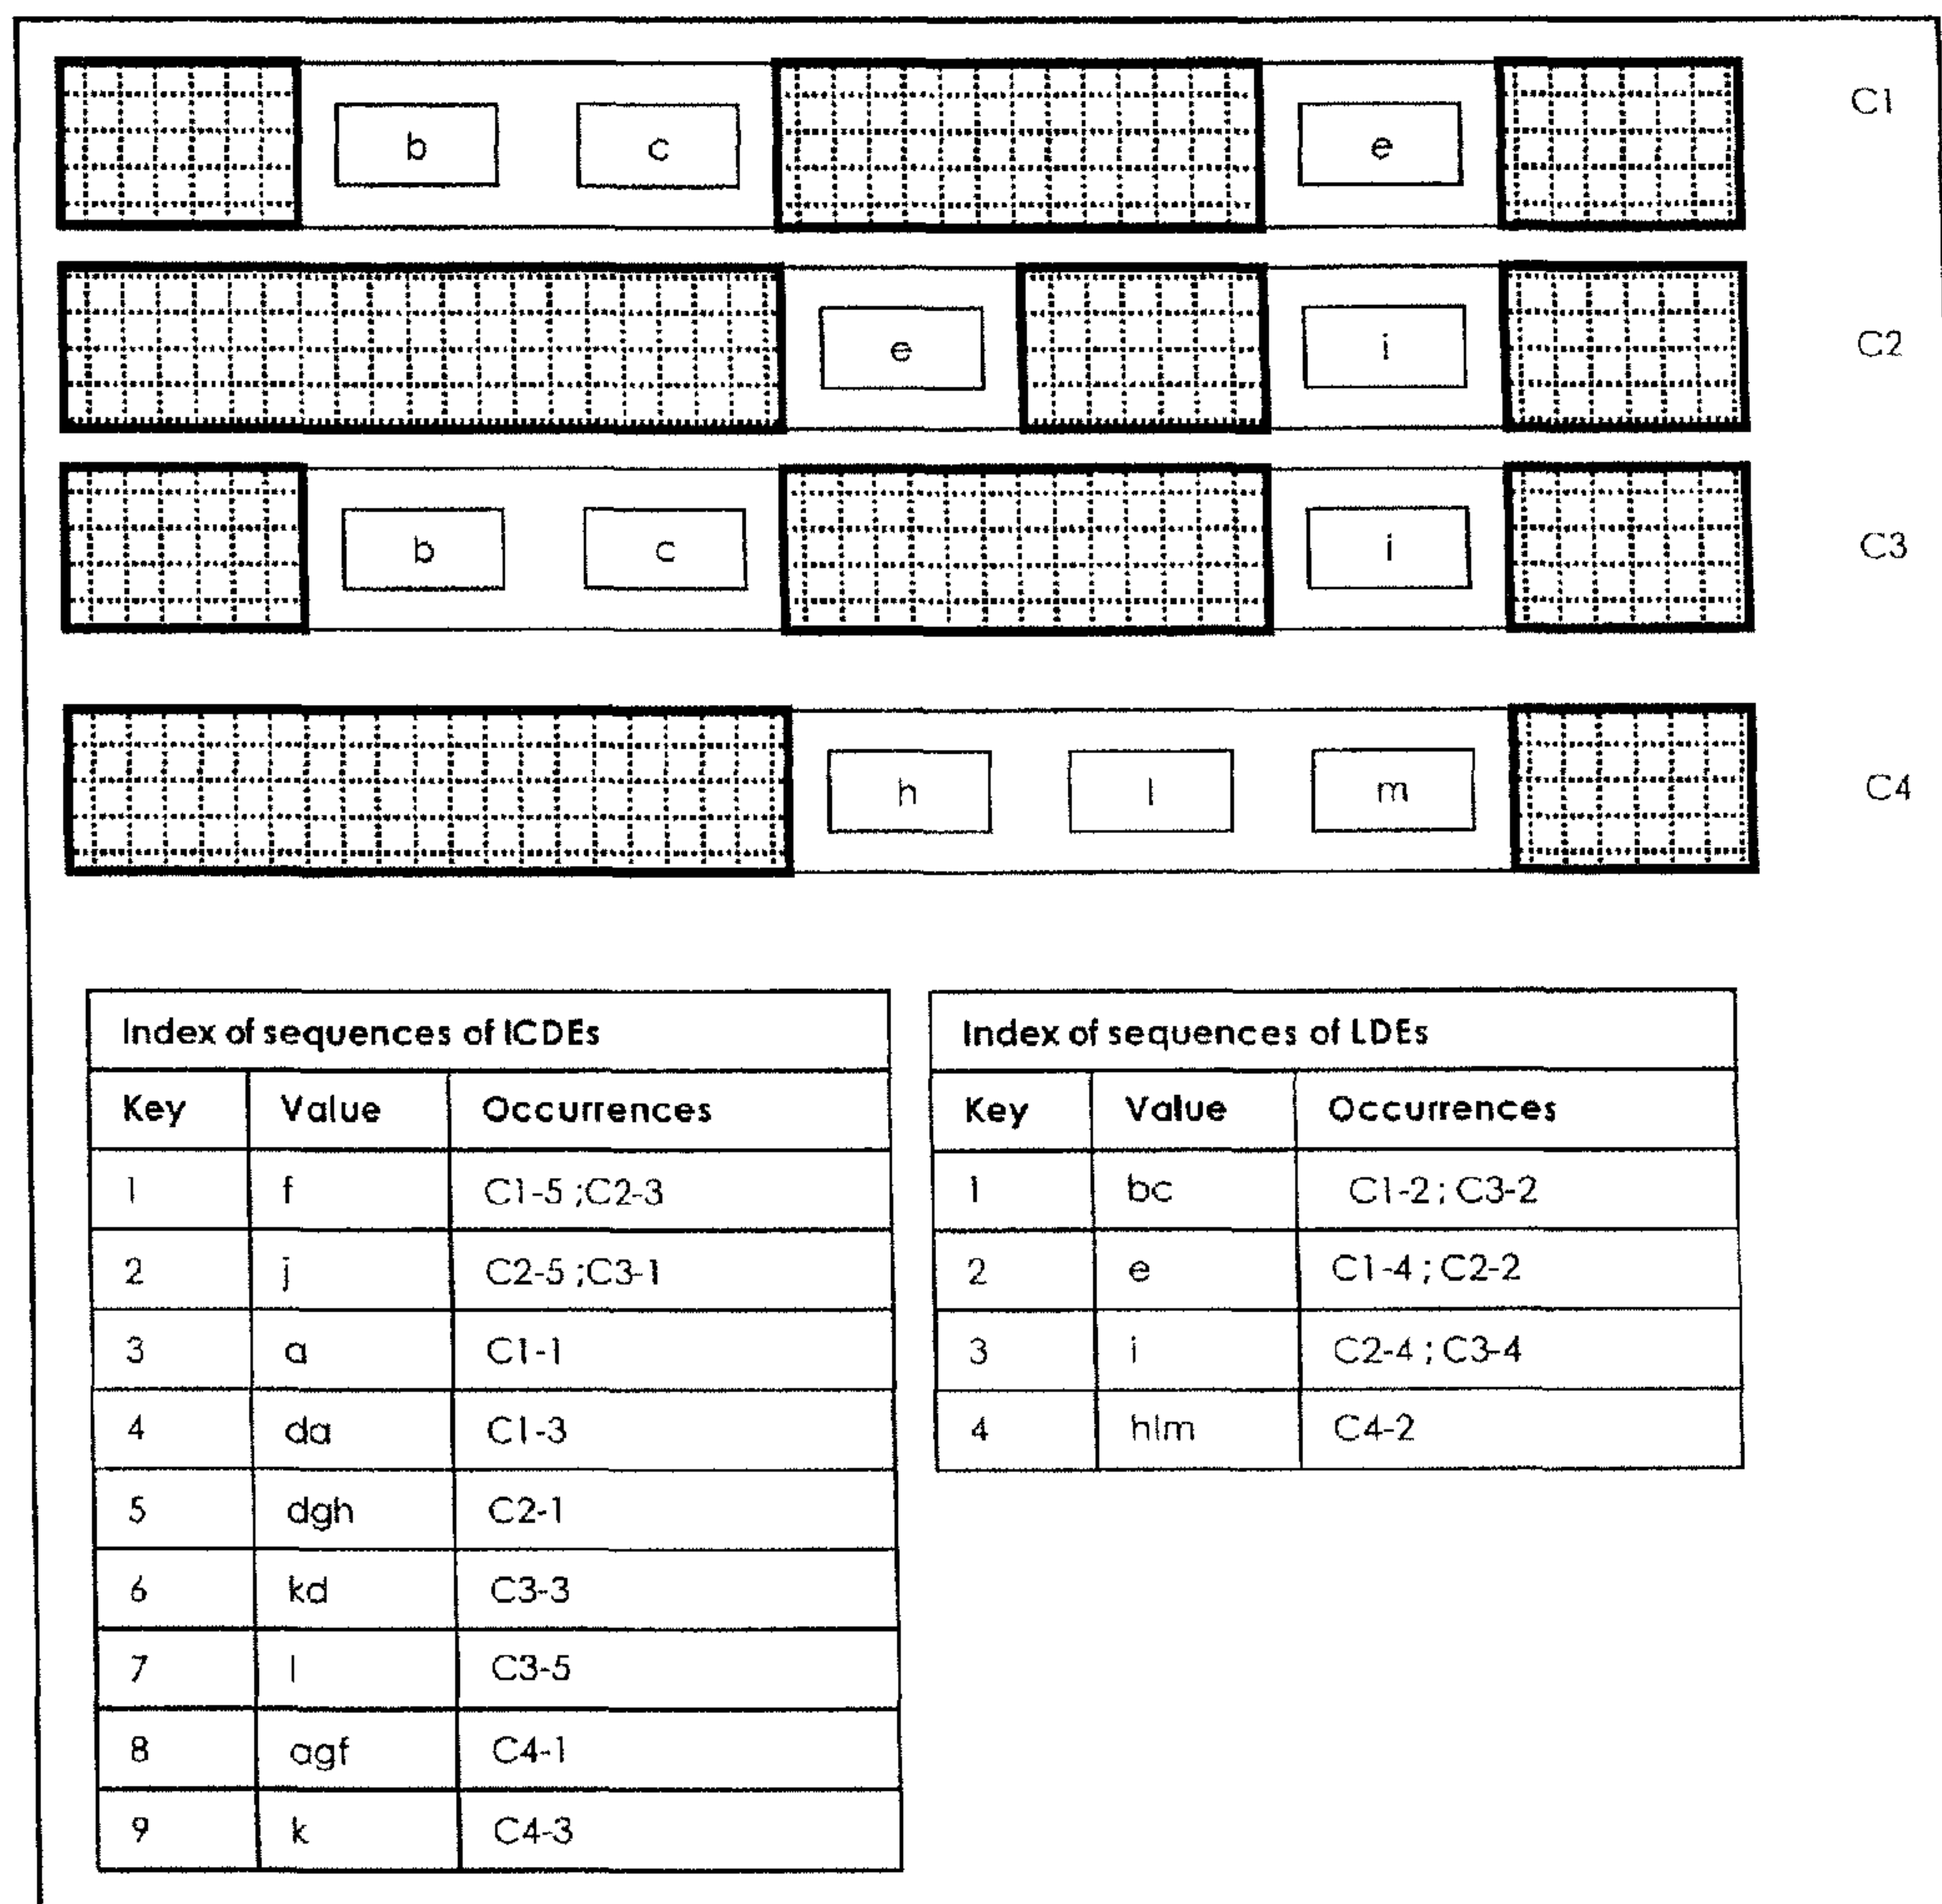 b c e C1
e i C2
b c i C3
h l m C4
Index of sequences of ICDEs
Key Value Occurrences
1 f C1-5 ;C2-3
2 j C2-5 ;C3-1
3 a C1-1
4 da C1-3
5 dgh C2-1
6 kd C3-3
7 l C3-5
8 agf C4-1
9 k C4-3
Index of sequences of LDEs
Key Value Occurrences
1 bc C1-2 ; C3-2
2 e C1-4 ; C2-2
3 i C2-4 ; C3-4
4 hlm C4-2